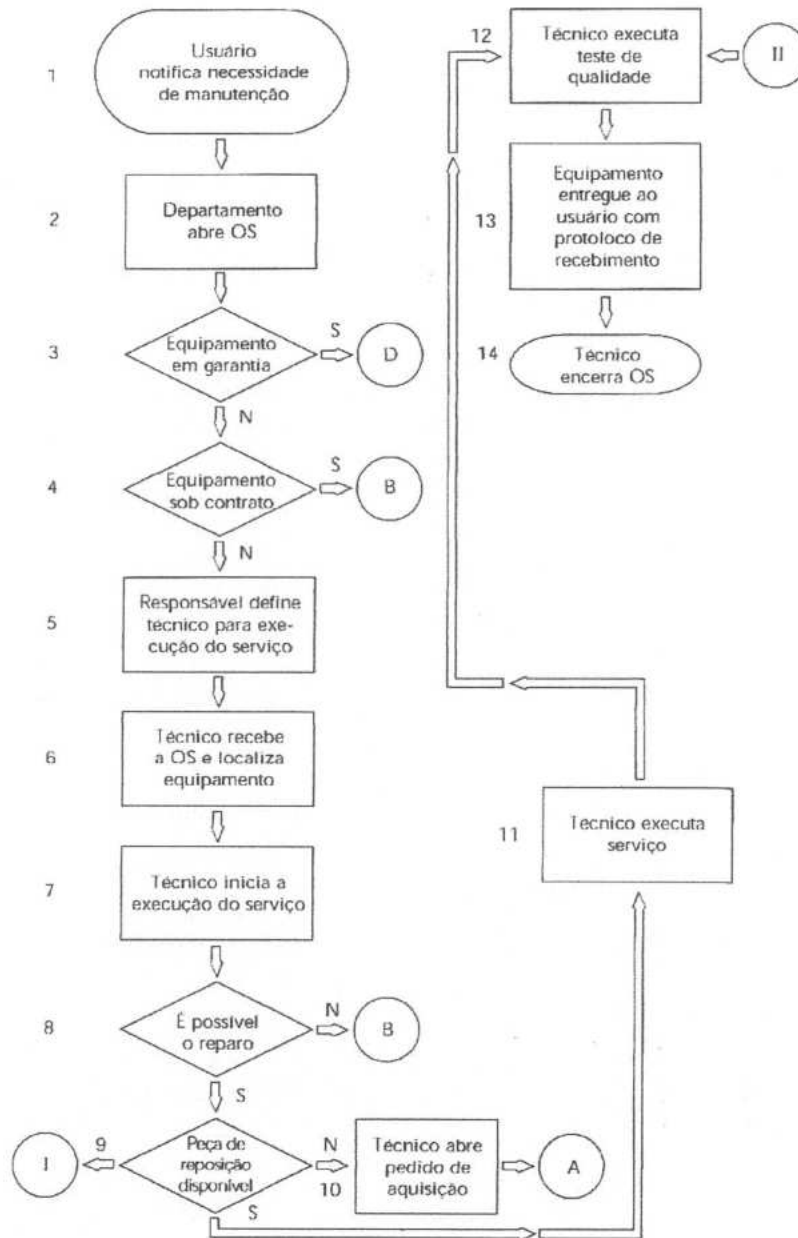 1
Usuário
notifica necessidade
de manutenção
2
Departamento
abre OS
3
Equipamento
em garantia
S
D
N
4
Equipamento
sob contrato
S
B
N
5
Responsável define
técnico para exe-
cução do serviço
6
Técnico recebe
a OS e localiza
equipamento
7
Técnico inicia a
execução do serviço
8
É possível
o reparo
N
B
S
I
9
Peça de
reposição
disponível
N
10
S
Técnico abre
pedido de
aquisição
A
11
Técnico executa
serviço
12
Técnico executa
teste de
qualidade
II
13
Equipamento
entregue ao
usuário com
protoloco de
recebimento
14
Técnico
encerra OS